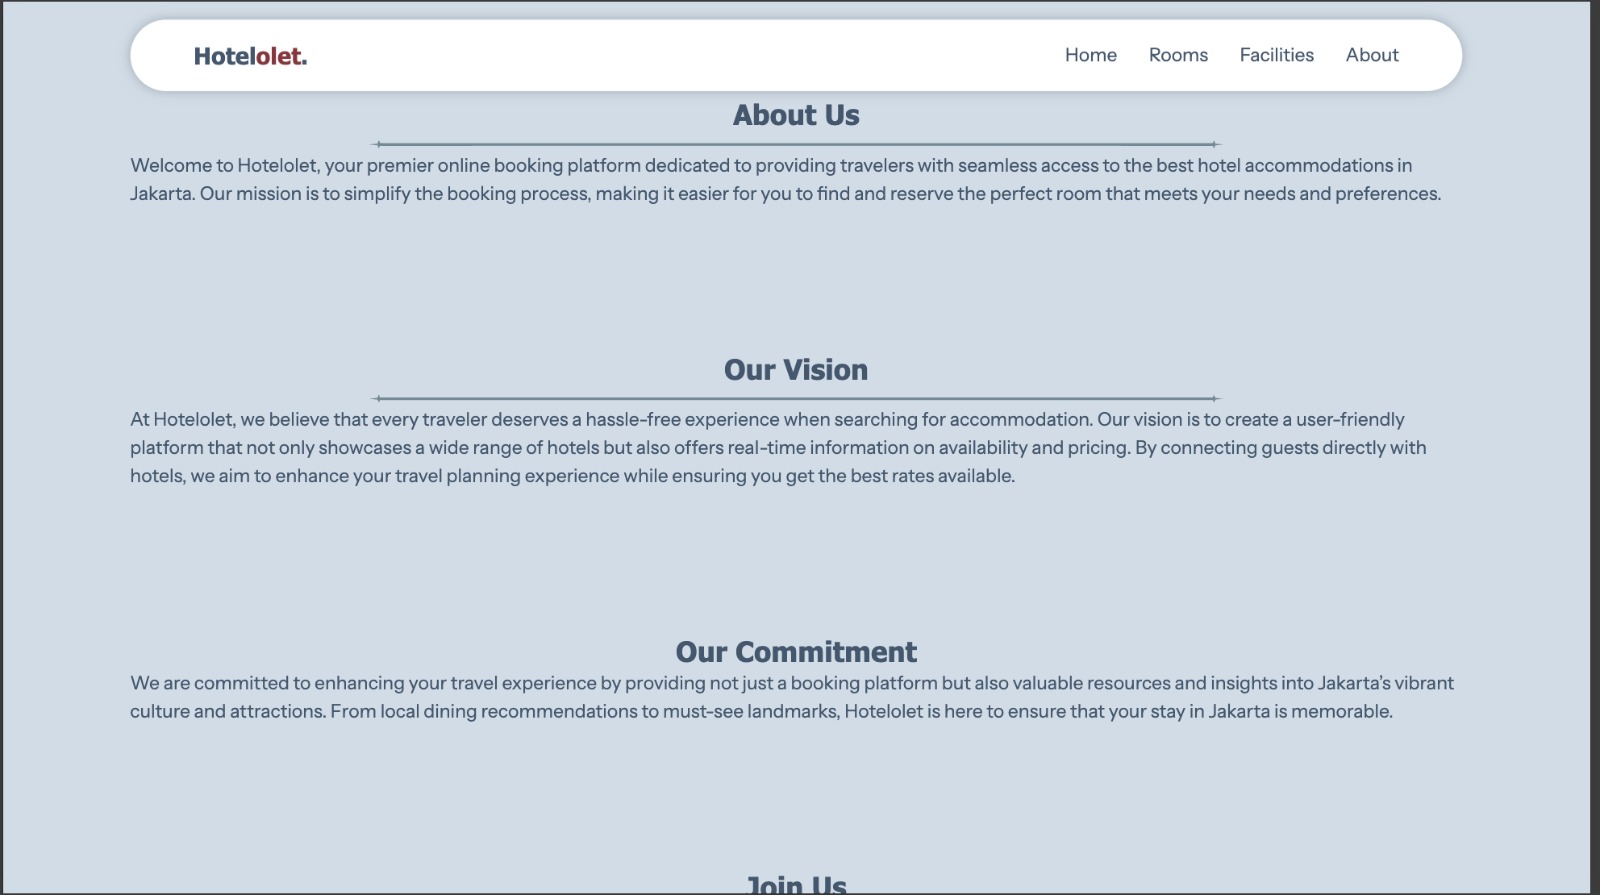 Hotelolet.
Home Rooms Facilities About
About Us
Welcome to Hotelolet, your premier online booking platform dedicated to providing travelers with seamless access to the best hotel accommodations in
Jakarta. Our mission is to simplify the booking process, making it easier for you to find and reserve the perfect room that meets your needs and preferences.
Our Vision
At Hotelolet, we believe that every traveler deserves a hassle-free experience when searching for accommodation. Our vision is to create a user-friendly
platform that not only showcases a wide range of hotels but also offers real-time information on availability and pricing. By connecting guests directly with
hotels, we aim to enhance your travel planning experience while ensuring you get the best rates available.
Our Commitment
We are committed to enhancing your travel experience by providing not just a booking platform but also valuable resources and insights into Jakarta’s vibrant
culture and attractions. From local dining recommendations to must-see landmarks, Hotelolet is here to ensure that your stay in Jakarta is memorable.
Join Us